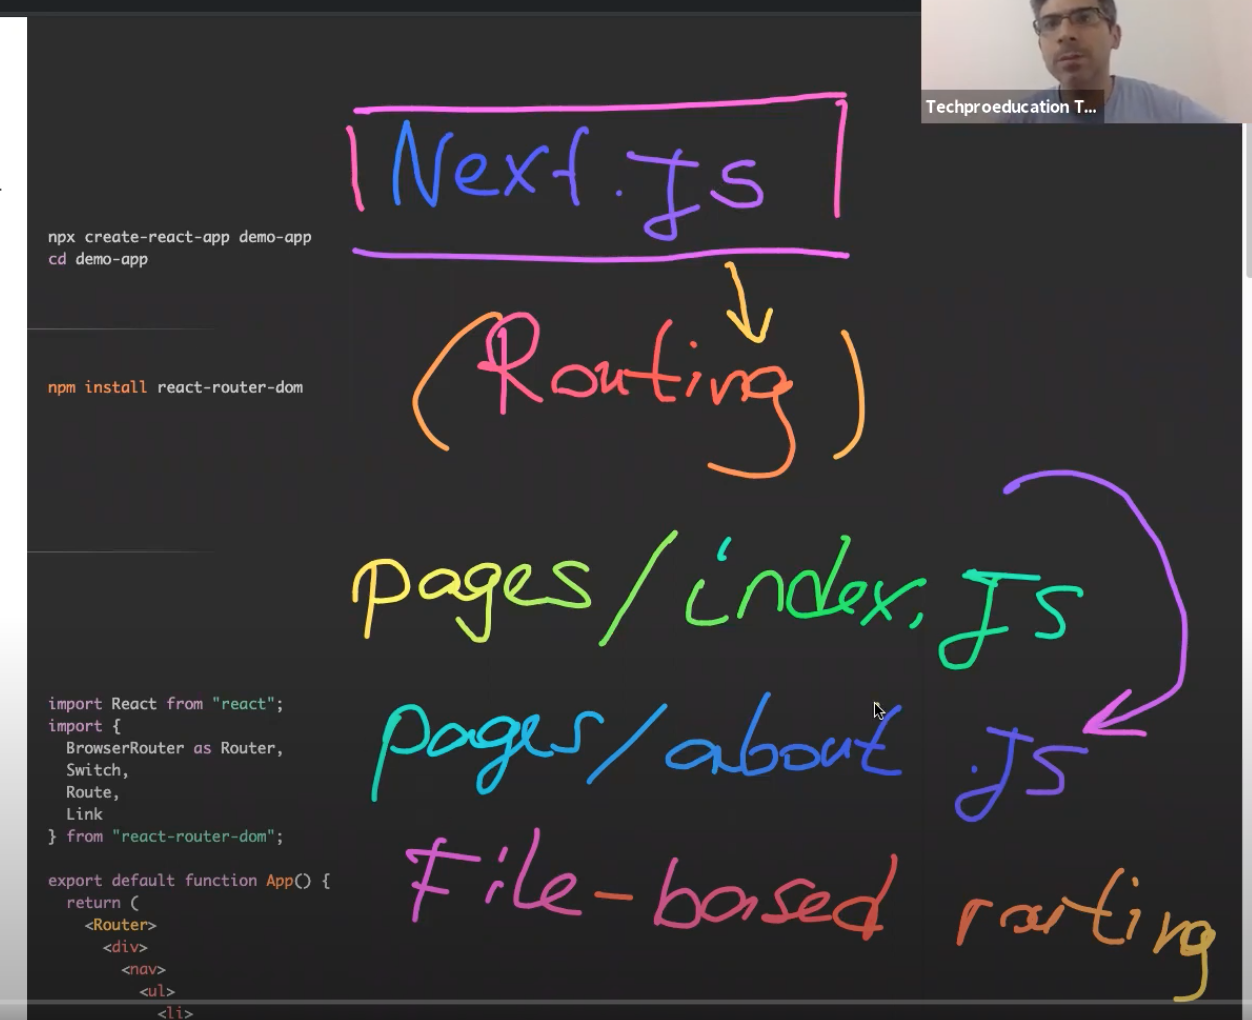 Techproeducation T...
Next.Js
npx create-react-app demo-app
cd demo-app
(Routing)
npm install react-router-dom
pages/index.Js
pages/about.Js
File-based routing
import React from "react";
import {
BrowserRouter as Router,
Switch,
Route,
Link
} from "react-router-dom";
export default function App() {
return (
<Router>
<div>
<nav>
<ul>
<li>